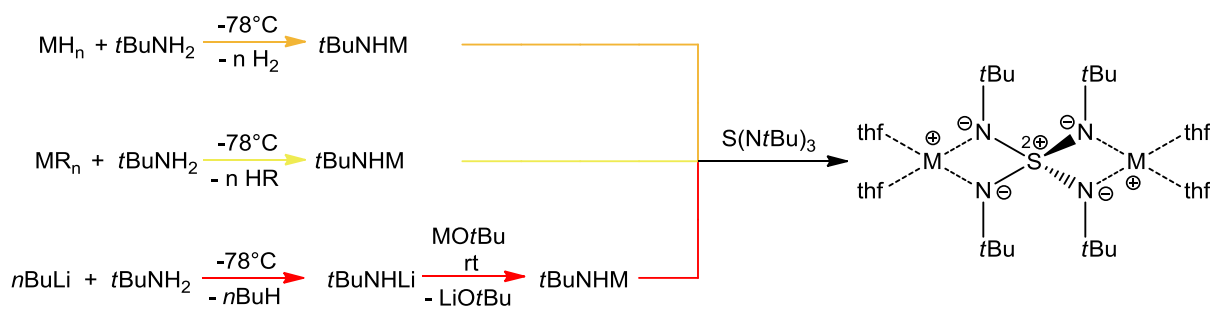 MHn + tBuNH2 -78°C - n H2 tBuNHM
MRn + tBuNH2 -78°C - n HR tBuNHM
nBuLi + tBuNH2 -78°C - nBuH tBuNHLi MOtBu rt - LiOtBu tBuNHM
S(NtBu)3
tBu tBu
thf ⊖ N 2⊕ ⊖ N thf
⊕ M S M ⊕
thf N ⊖ N ⊖ thf
tBu tBu